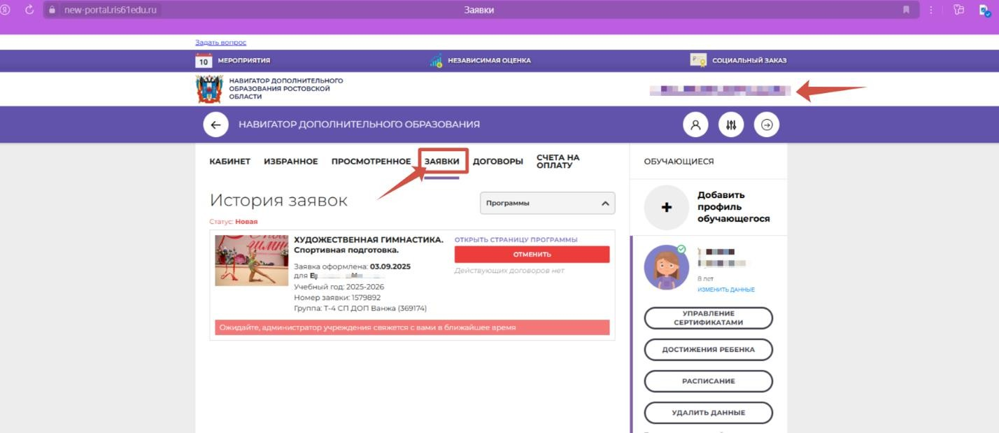 new-portal.ris61edu.ru
Заявки
Задать вопрос
10
МЕРОПРИЯТИЯ
НЕЗАВИСИМАЯ ОЦЕНКА
СОЦИАЛЬНЫЙ ЗАКАЗ
НАВИГАТОР ДОПОЛНИТЕЛЬНОГО
ОБРАЗОВАНИЯ РОСТОВСКОЙ
ОБЛАСТИ
НАВИГАТОР ДОПОЛНИТЕЛЬНОГО ОБРАЗОВАНИЯ
КАБИНЕТ
ИЗБРАННОЕ
ПРОСМОТРЕННОЕ
ЗАЯВКИ
ДОГОВОРЫ
СЧЕТА НА
ОПЛАТУ
История заявок
Программы
Статус: Новая
ХУДОЖЕСТВЕННАЯ ГИМНАСТИКА.
Спортивная подготовка.
Заявка оформлена: 03.09.2025
для
Учебный год: 2025-2026
Номер заявки: 1579892
Группа: Т-4 СП ДОП Ванжа (369174)
ОТКРЫТЬ СТРАНИЦУ ПРОГРАММЫ
ОТМЕНИТЬ
Действующих договоров нет
Ожидайте, администратор учреждения свяжется с вами в ближайшее время
ОБУЧАЮЩИЕСЯ
Добавить
профиль
обучающегося
8 лет
ИЗМЕНИТЬ ДАННЫЕ
УПРАВЛЕНИЕ
СЕРТИФИКАТАМИ
ДОСТИЖЕНИЯ РЕБЕНКА
РАСПИСАНИЕ
УДАЛИТЬ ДАННЫЕ